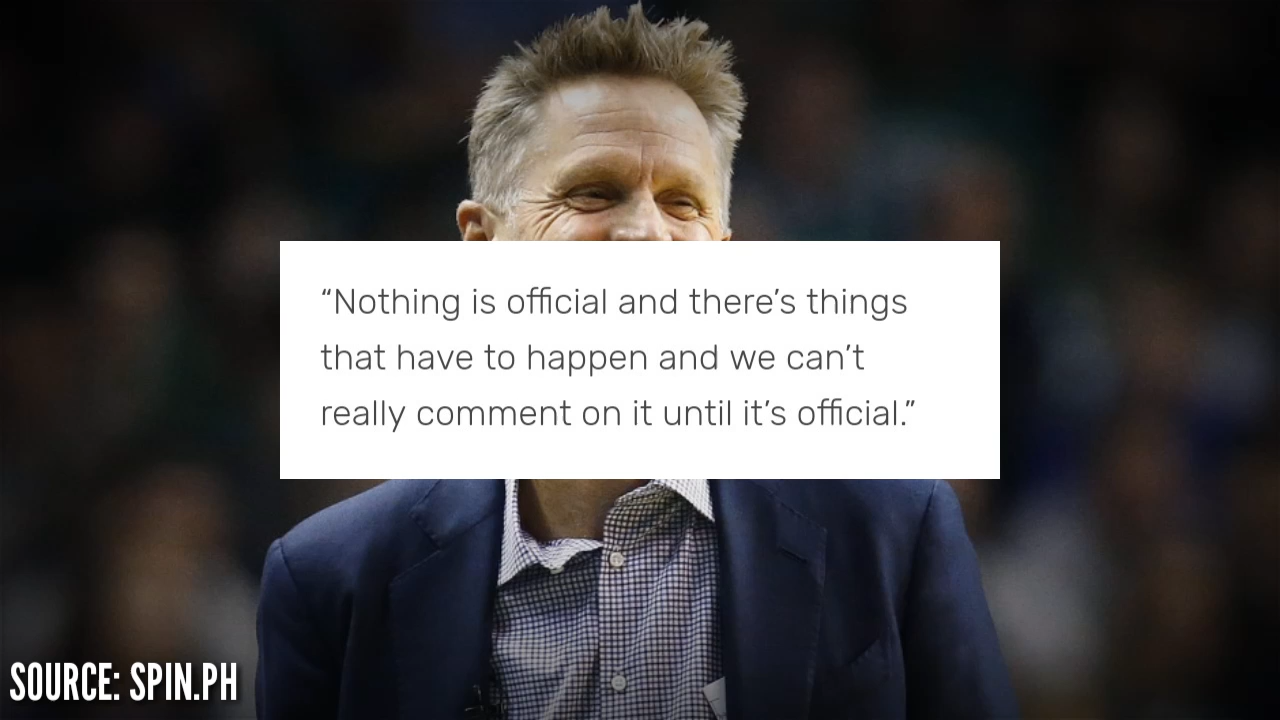 “Nothing is official and there’s things
that have to happen and we can’t
really comment on it until it’s official.”
SOURCE: SPIN.PH